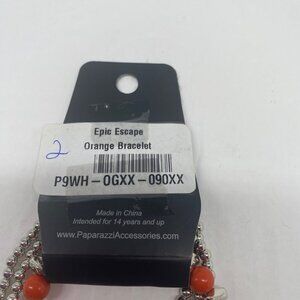 Epic Escape
Orange Bracelet
2
P9WH-0GXX-090XX
Made in China
Intended for 14 years and up
www.PaparazziAccessories.com